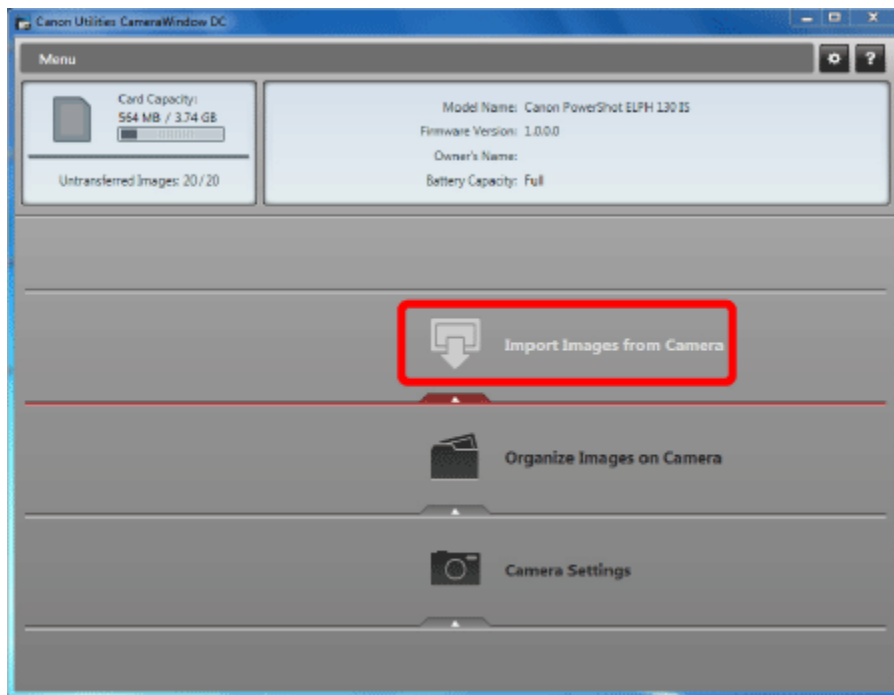 Canon Utilities CameraWindow DC
Menu
?
Card Capacity:
564 MB / 3.74 GB
Untransferred Images: 20/20
Model Name: Canon PowerShot ELPH 130 IS
Firmware Version: 1.0.0.0
Owner's Name:
Battery Capacity: Full
Import Images from Camera
Organize Images on Camera
Camera Settings